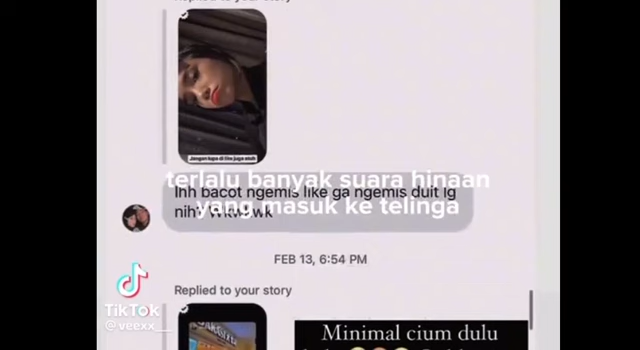 Replied to your story
Jangan lupa di like juga etoh
terlalu banyak suara hinaan
yang masuk ke telinga
Ihh bacot ngemis like ga ngemis duit lg
nih? Wkwkwk
FEB 13, 6:54 PM
Replied to your story
TikTok
@veexx__
Minimal cium dulu